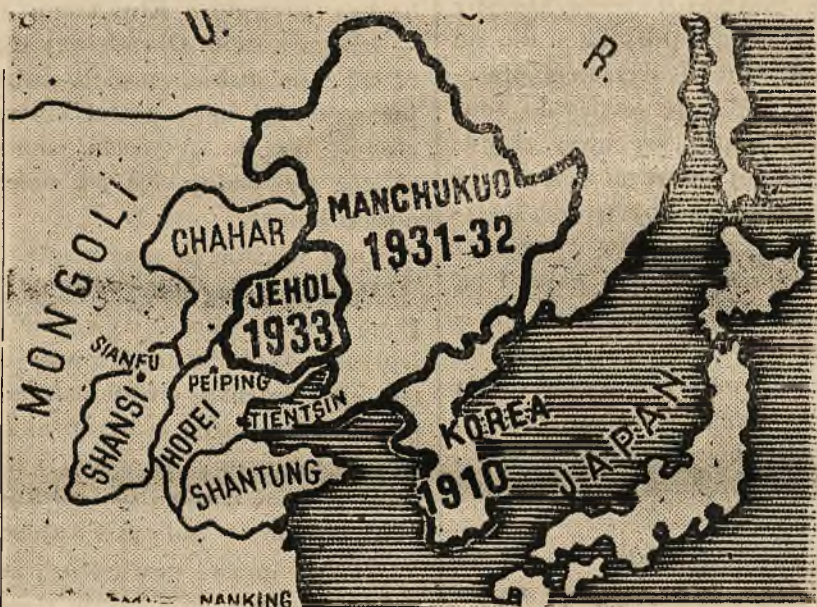 U. S. R.
MONGOLI
CHAHAR
MANCHUKUO
1931-32
JEHOL
1933
SIANFU
PEIPING
SHANSI
HOPEI
TIENTSIN
SHANTUNG
KOREA
1910
JAPAN
NANKING